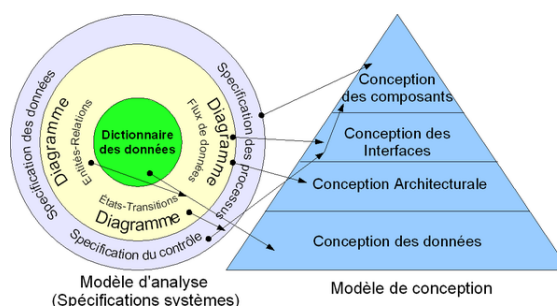 Spécification des données
Spécification des processus
Spécification du contrôle
Diagramme
Entités-Relations
Diagramme
Flux de données
États-Transitions
Diagramme
Dictionnaire
des données
Modèle d'analyse
(Spécifications systèmes)
Conception
des composants
Conception des
Interfaces
Conception Architecturale
Conception des données
Modèle de conception